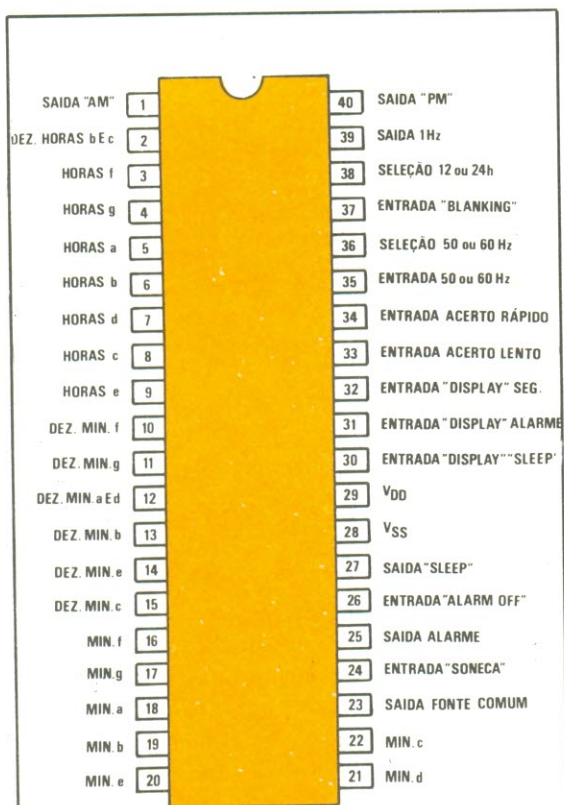 SAIDA "AM" 1
DEZ. HORAS b E c 2
HORAS f 3
HORAS g 4
HORAS a 5
HORAS b 6
HORAS d 7
HORAS c 8
HORAS e 9
DEZ. MIN. f 10
DEZ. MIN. g 11
DEZ. MIN. a E d 12
DEZ. MIN. b 13
DEZ. MIN. e 14
DEZ. MIN. c 15
MIN. f 16
MIN. g 17
MIN. a 18
MIN. b 19
MIN. e 20
40 SAIDA "PM"
39 SAIDA 1Hz
38 SELEÇÃO 12 ou 24h
37 ENTRADA "BLANKING"
36 SELEÇÃO 50 ou 60 Hz
35 ENTRADA 50 ou 60 Hz
34 ENTRADA ACERTO RÁPIDO
33 ENTRADA ACERTO LENTO
32 ENTRADA "DISPLAY" SEG.
31 ENTRADA "DISPLAY" ALARME
30 ENTRADA "DISPLAY" "SLEEP"
29 VDD
28 VSS
27 SAIDA "SLEEP"
26 ENTRADA "ALARM OFF"
25 SAIDA ALARME
24 ENTRADA "SONECA"
23 SAIDA FONTE COMUM
22 MIN. c
21 MIN. d